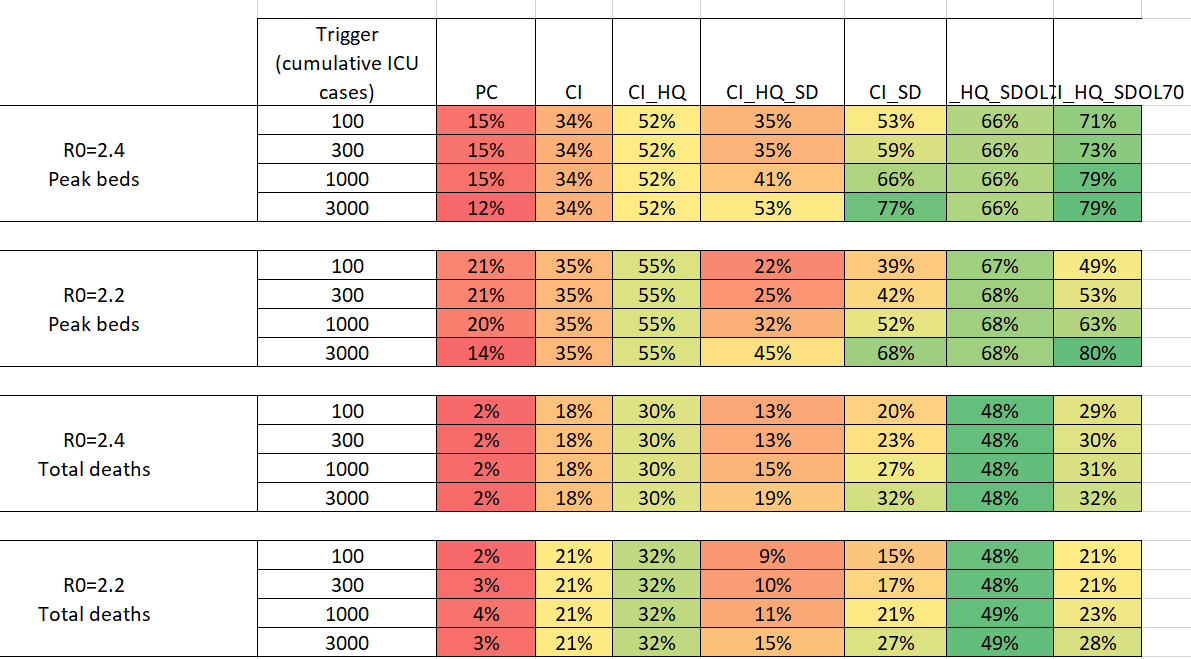 Trigger
(cumulative ICU
cases) PC CI CI_HQ CI_HQ_SD CI_SD _HQ_SDOL7 I_HQ_SDOL70
R0=2.4
Peak beds
100 15% 34% 52% 35% 53% 66% 71%
300 15% 34% 52% 35% 59% 66% 73%
1000 15% 34% 52% 41% 66% 66% 79%
3000 12% 34% 52% 53% 77% 66% 79%
R0=2.2
Peak beds
100 21% 35% 55% 22% 39% 67% 49%
300 21% 35% 55% 25% 42% 68% 53%
1000 20% 35% 55% 32% 52% 68% 63%
3000 14% 35% 55% 45% 68% 68% 80%
R0=2.4
Total deaths
100 2% 18% 30% 13% 20% 48% 29%
300 2% 18% 30% 13% 23% 48% 30%
1000 2% 18% 30% 15% 27% 48% 31%
3000 2% 18% 30% 19% 32% 48% 32%
R0=2.2
Total deaths
100 2% 21% 32% 9% 15% 48% 21%
300 3% 21% 32% 10% 17% 48% 21%
1000 4% 21% 32% 11% 21% 49% 23%
3000 3% 21% 32% 15% 27% 49% 28%